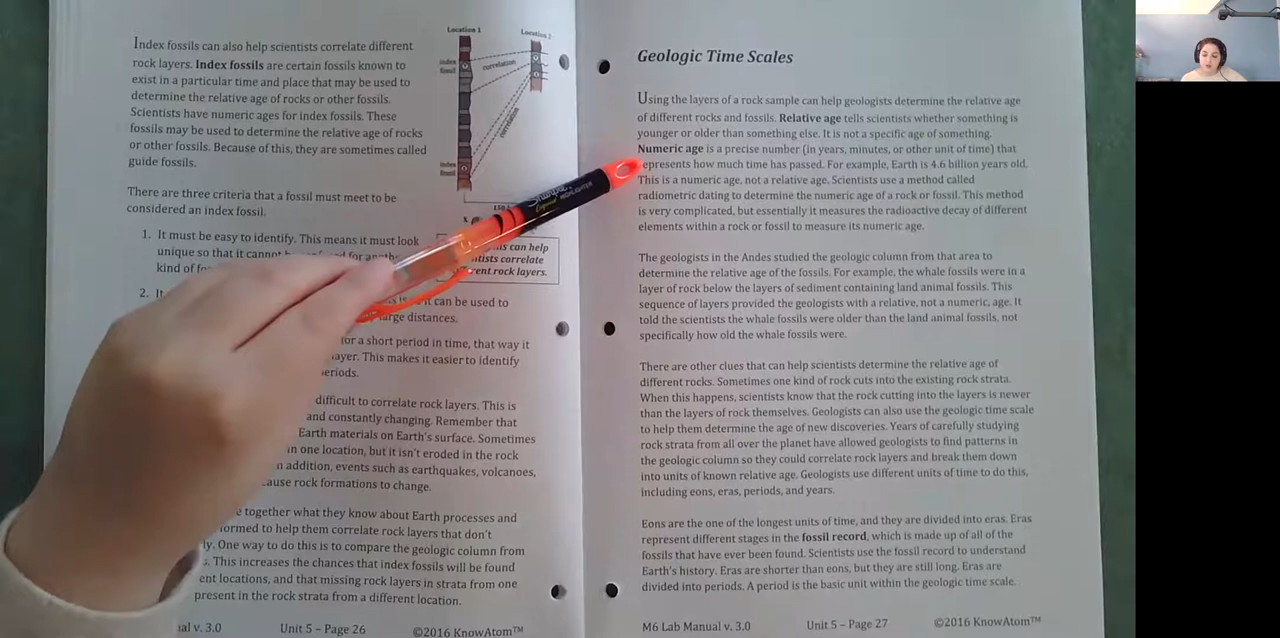 Index fossils can also help scientists correlate different
rock layers. Index fossils are certain fossils known to
exist in a particular time and place that may be used to
determine the relative age of rocks or other fossils.
Scientists have numeric ages for index fossils. These
fossils may be used to determine the relative age of rocks
or other fossils. Because of this, they are sometimes called
guide fossils.
There are three criteria that a fossil must meet to be
considered an index fossil.
1. It must be easy to identify. This means it must look
unique so that it cannot
kind of
2. It
it can be used to
large distances.
for a short period in time, that way it
layer. This makes it easier to identify
periods.
difficult to correlate rock layers. This is
and constantly changing. Remember that
Earth materials on Earth's surface. Sometimes
in one location, but it isn't eroded in the rock
n addition, events such as earthquakes, volcanoes,
cause rock formations to change.
e together what they know about Earth processes and
ormed to help them correlate rock layers that don't
ly. One way to do this is to compare the geologic column from
. This increases the chances that index fossils will be found
ent locations, and that missing rock layers in strata from one
present in the rock strata from a different location.
al v. 3.0 Unit 5 – Page 26 ©2016 KnowAtom™
Location 1
Location 2
index
fossil
correlation
correlation
index
fossil
150
ls can help
ntists correlate
rent rock layers.
Sharpie
HIGHLIGHTER
Geologic Time Scales
Using the layers of a rock sample can help geologists determine the relative age
of different rocks and fossils. Relative age tells scientists whether something is
younger or older than something else. It is not a specific age of something.
Numeric age is a precise number (in years, minutes, or other unit of time) that
represents how much time has passed. For example, Earth is 4.6 billion years old.
This is a numeric age, not a relative age. Scientists use a method called
radiometric dating to determine the numeric age of a rock or fossil. This method
is very complicated, but essentially it measures the radioactive decay of different
elements within a rock or fossil to measure its numeric age.
The geologists in the Andes studied the geologic column from that area to
determine the relative age of the fossils. For example, the whale fossils were in a
layer of rock below the layers of sediment containing land animal fossils. This
sequence of layers provided the geologists with a relative, not a numeric, age. It
told the scientists the whale fossils were older than the land animal fossils, not
specifically how old the whale fossils were.
There are other clues that can help scientists determine the relative age of
different rocks. Sometimes one kind of rock cuts into the existing rock strata.
When this happens, scientists know that the rock cutting into the layers is newer
than the layers of rock themselves. Geologists can also use the geologic time scale
to help them determine the age of new discoveries. Years of carefully studying
rock strata from all over the planet have allowed geologists to find patterns in
the geologic column so they could correlate rock layers and break them down
into units of known relative age. Geologists use different units of time to do this,
including eons, eras, periods, and years.
Eons are the one of the longest units of time, and they are divided into eras. Eras
represent different stages in the fossil record, which is made up of all of the
fossils that have ever been found. Scientists use the fossil record to understand
Earth's history. Eras are shorter than eons, but they are still long. Eras are
divided into periods. A period is the basic unit within the geologic time scale.
M6 Lab Manual v. 3.0 Unit 5 – Page 27 ©2016 KnowAtom™